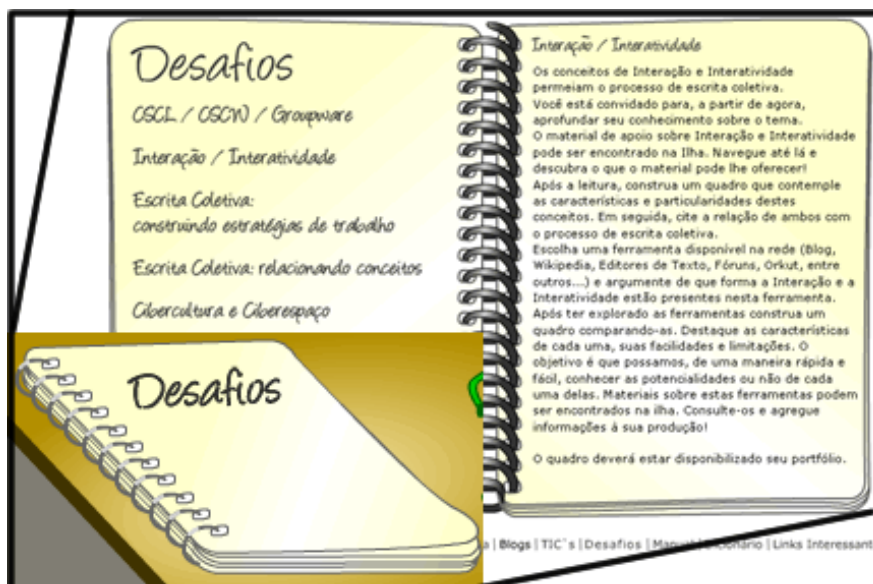 Desafios
CSCL / CSCW / Groupware
Interação / Interatividade
Escrita Coletiva:
construindo estratégias de trabalho
Escrita Coletiva: relacionando conceitos
Cibercultura e Ciberespaço
Desafios
Interação / Interatividade
Os conceitos de Interação e Interatividade
permeiam o processo de escrita coletiva.
Você está convidado para, a partir de agora,
aprofundar seu conhecimento sobre o tema.
O material de apoio sobre Interação e Interatividade
pode ser encontrado na Ilha. Navegue até lá e
descubra o que o material pode lhe oferecer!
Após a leitura, construa um quadro que contemple
as características e particularidades destes
conceitos. Em seguida, cite a relação de ambos com
o processo de escrita coletiva.
Escolha uma ferramenta disponível na rede (Blog,
Wikipedia, Editores de Texto, Fóruns, Orkut, entre
outros...) e argumente de que forma a Interação e a
Interatividade estão presentes nesta ferramenta.
Após ter explorado as ferramentas construa um
quadro comparando-as. Destaque as características
de cada uma, suas facilidades e limitações. O
objetivo é que possamos, de uma maneira rápida e
fácil, conhecer as potencialidades ou não de cada
uma delas. Materiais sobre estas ferramentas podem
ser encontrados na ilha. Consulte-os e agregue
informações á sua produção!
O quadro deverá estar disponibilizado seu portfólio.
| Blogs | TIC`s | Desafios | | Links Interessant